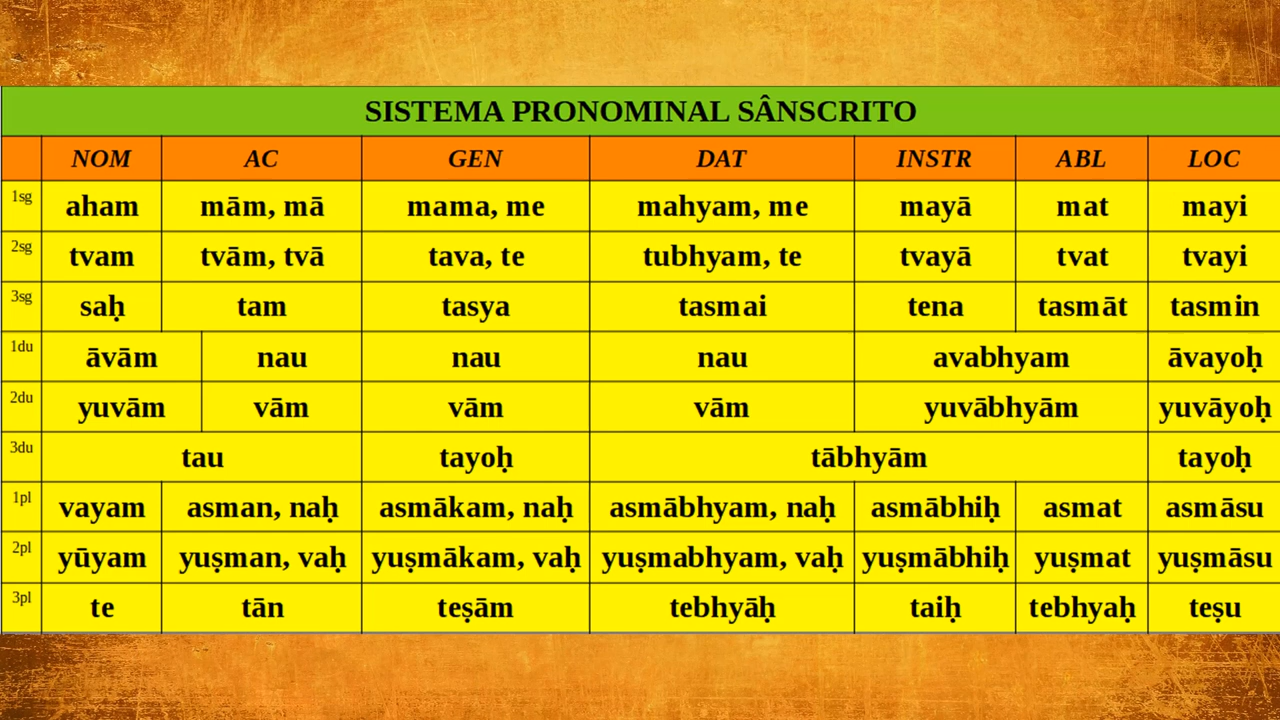 SISTEMA PRONOMINAL SÂNSCRITO
NOM AC GEN DAT INSTR ABL LOC
1sg aham mām, mā mama, me mahyam, me mayā mat mayi
2sg tvam tvām, tvā tava, te tubhyam, te tvayā tvat tvayi
3sg saḥ tam tasya tasmai tena tasmāt tasmin
1du āvām nau nau nau avabhyam āvayoḥ
2du yuvām vām vām vām yuvābhyām yuvāyoḥ
3du tau tayoḥ tābhyām tayoḥ
1pl vayam asman, naḥ asmākam, naḥ asmābhyam, naḥ asmābhiḥ asmat asmāsu
2pl yūyam yuṣman, vaḥ yuṣmākam, vaḥ yuṣmabhyam, vaḥ yuṣmābhiḥ yuṣmat yuṣmāsu
3pl te tān teṣām tebhyāḥ taiḥ tebhyaḥ teṣu